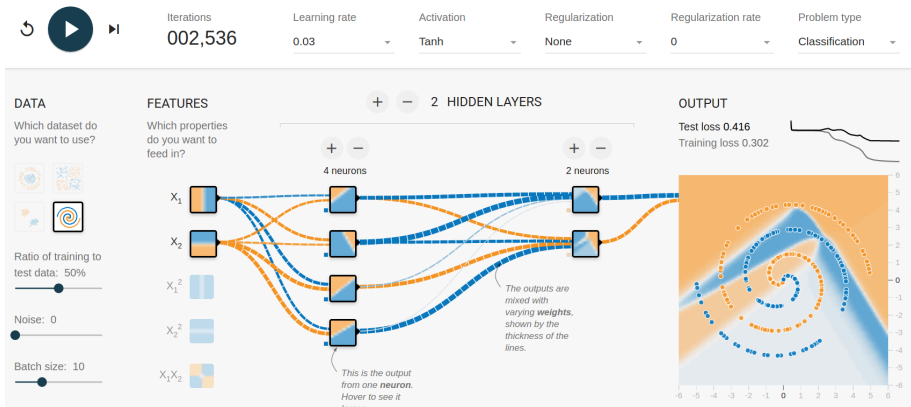 Iterations
002,536
Learning rate
0.03
Activation
Tanh
Regularization
None
Regularization rate
0
Problem type
Classification
DATA
Which dataset do
you want to use?
Ratio of training to
test data: 50%
Noise: 0
Batch size: 10
FEATURES
Which properties
do you want to
feed in?
X₁
X₂
X₁²
X₂²
X₁X₂
+ − 2 HIDDEN LAYERS
+ −
4 neurons
+ −
2 neurons
This is the output
from one neuron.
Hover to see it
The outputs are
mixed with
varying weights,
shown by the
thickness of the
lines.
OUTPUT
Test loss 0.416
Training loss 0.302
6
5
4
3
2
1
0
-1
-2
-3
-4
-5
-6
-6 -5 -4 -3 -2 -1 0 1 2 3 4 5 6